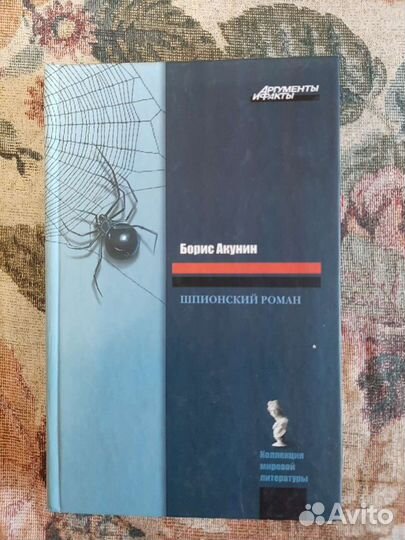 АРГУМЕНТЫ
И ФАКТЫ
Борис Акунин
ШПИОНСКИЙ РОМАН
Коллекция
мировой
литературы
Avito